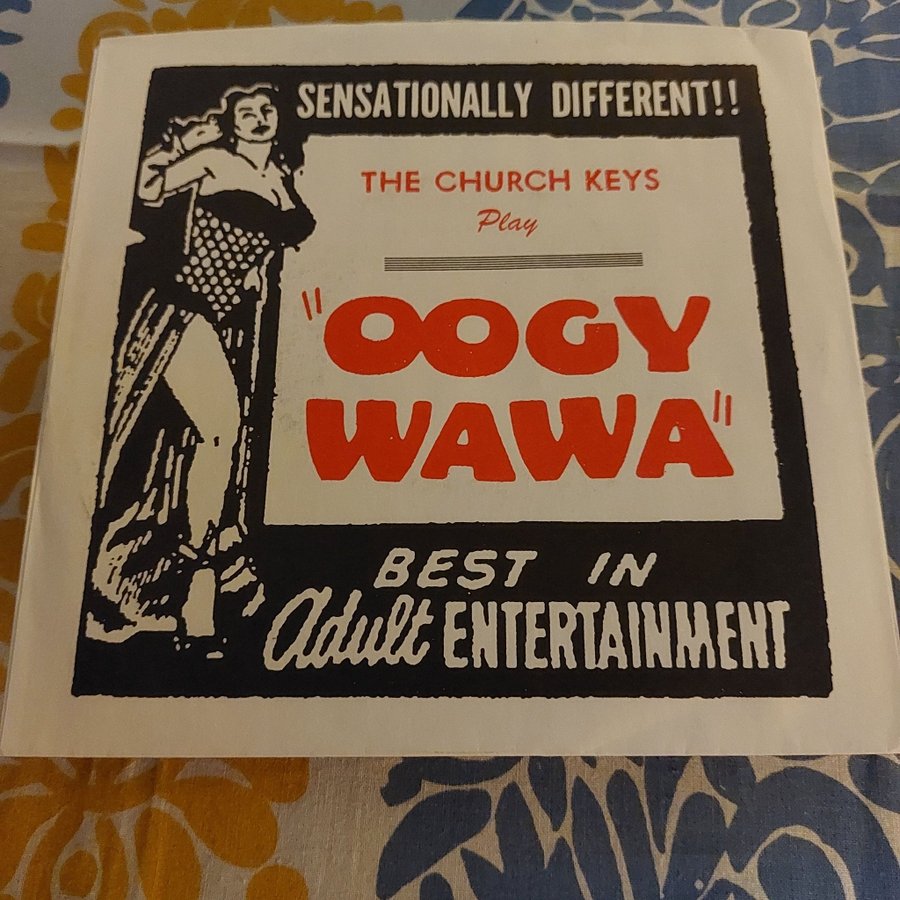 SENSATIONALLY DIFFERENT!!
THE CHURCH KEYS
Play
"OOGY
WAWA"
BEST IN
Adult ENTERTAINMENT